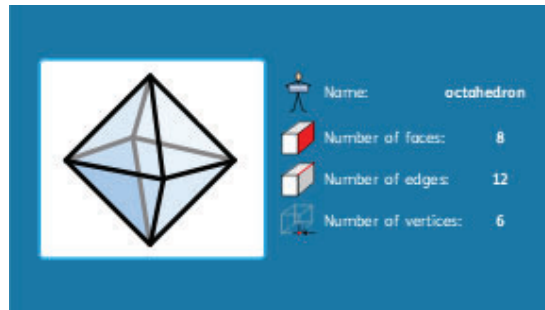 Name: octahedron
Number of faces: 8
Number of edges: 12
Number of vertices: 6